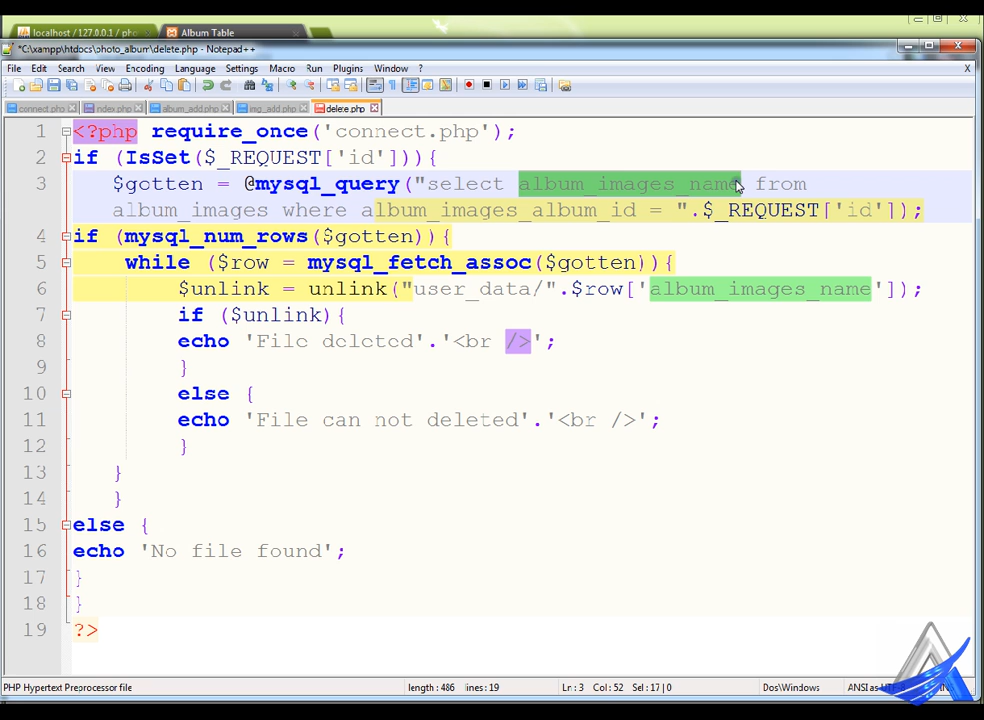 localhost / 127.0.0.1 / pho
Album Table
*C:\xampp\htdocs\photo_album\delete.php - Notepad++
File Edit Search View Encoding Language Settings Macro Run Plugins Window ? X
connect.php index.php album_add.php img_add.php delete.php
1 <?php require_once('connect.php');
2 if (IsSet($_REQUEST['id'])){
3 $gotten = @mysql_query("select album_images_name from
album_images where album_images_album_id = ".$_REQUEST['id']);
4 if (mysql_num_rows($gotten)){
5 while ($row = mysql_fetch_assoc($gotten)){
6 $unlink = unlink("user_data/".$row['album_images_name']);
7 if ($unlink){
8 echo 'File deleted'.'<br />';
9 }
10 else {
11 echo 'File can not deleted'.'<br />';
12 }
13 }
14 }
15 else {
16 echo 'No file found';
17 }
18 }
19 ?>
PHP Hypertext Preprocessor file length : 486 lines : 19 Ln : 3 Col : 52 Sel : 17 | 0 Dos\Windows ANSI as UTF-8